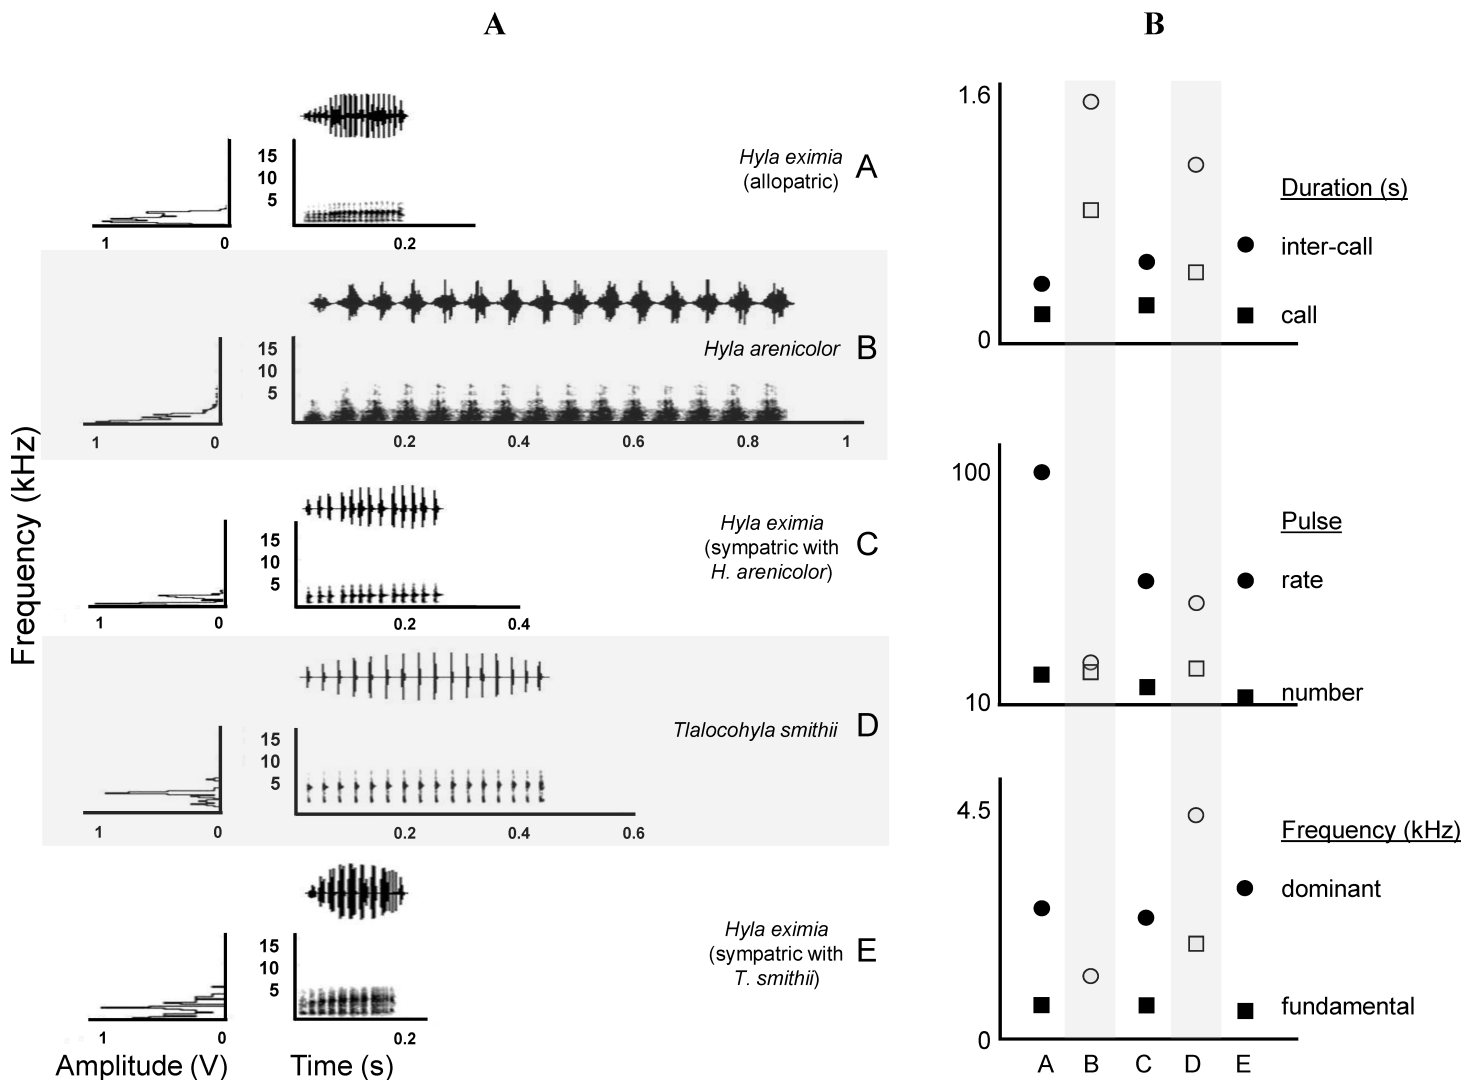 A
B
15
10
5
1
0
0.2
Hyla eximia
(allopatric)
A
15
10
5
1
0
0.2
0.4
0.6
0.8
1
Hyla arenicolor
B
15
10
5
1
0
0.2
0.4
Hyla eximia
(sympatric with
H. arenicolor)
C
15
10
5
1
0
0.2
0.4
0.6
Tlalocohyla smithii
D
15
10
5
1
0
0.2
Hyla eximia
(sympatric with
T. smithii)
E
Frequency (kHz)
Amplitude (V)
Time (s)
1.6
0
Duration (s)
inter-call
call
100
10
Pulse
rate
number
4.5
0
Frequency (kHz)
dominant
fundamental
A B C D E